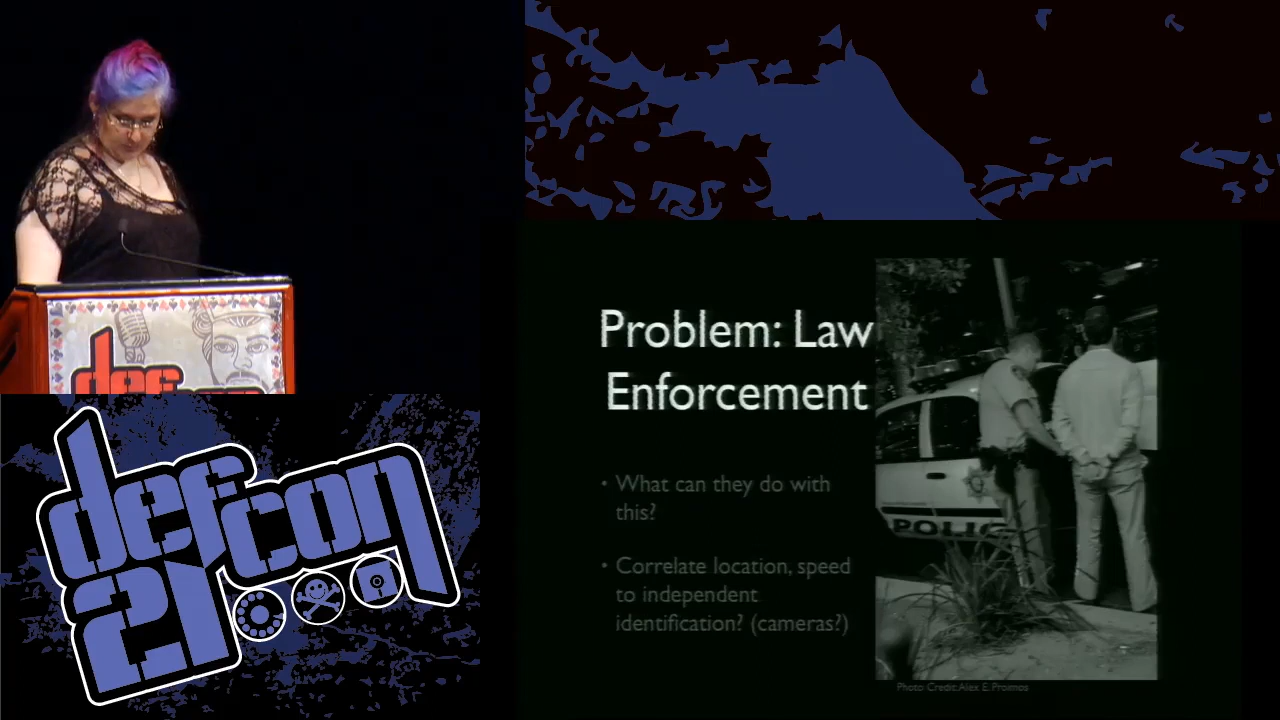 def
defcon
21
Problem: Law
Enforcement
• What can they do with
this?
• Correlate location, speed
to independent
identification? (cameras?)
POLIC
Photo Credit: Alex E. Proimos